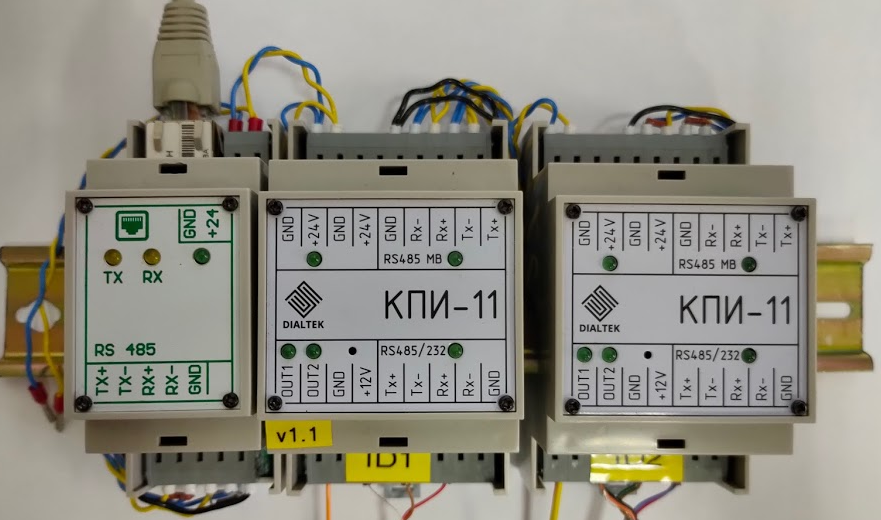 GND
+24
TX RX
RS 485
TX+
TX-
RX+
RX-
GND
GND
+24V
GND
+24V
GND
Rx-
Rx+
Tx-
Tx+
RS485 MB
DIALTEK
КПИ-11
RS485/232
OUT1
OUT2
GND
+12V
Tx+
Tx-
Rx+
Rx-
GND
v1.1
GND
+24V
GND
+24V
GND
Rx-
Rx+
Tx-
Tx+
RS485 MB
DIALTEK
КПИ-11
RS485/232
OUT1
OUT2
GND
+12V
Tx+
Tx-
Rx+
Rx-
GND